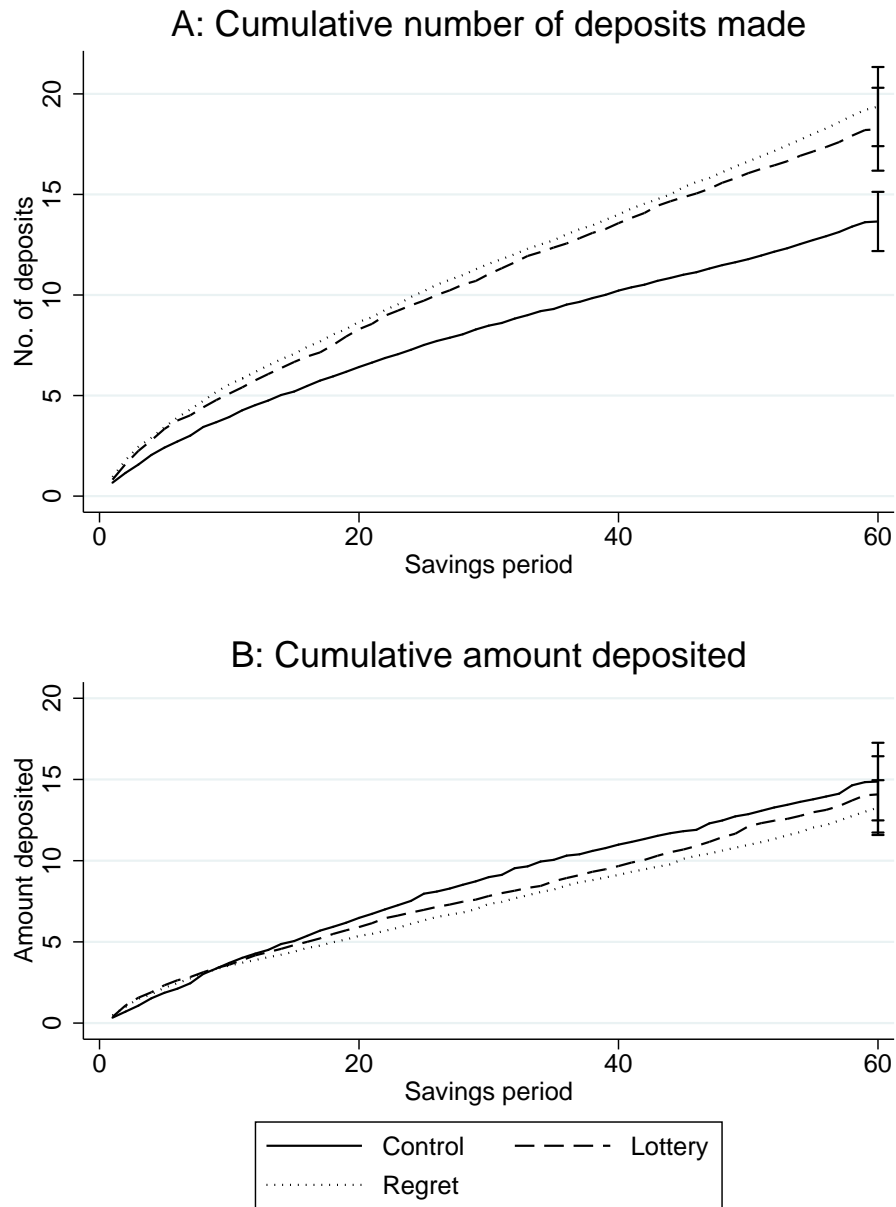 A: Cumulative number of deposits made
20
15
10
5
0
No. of deposits
0 20 40 60
Savings period
B: Cumulative amount deposited
20
15
10
5
0
Amount deposited
0 20 40 60
Savings period
Control Lottery
Regret